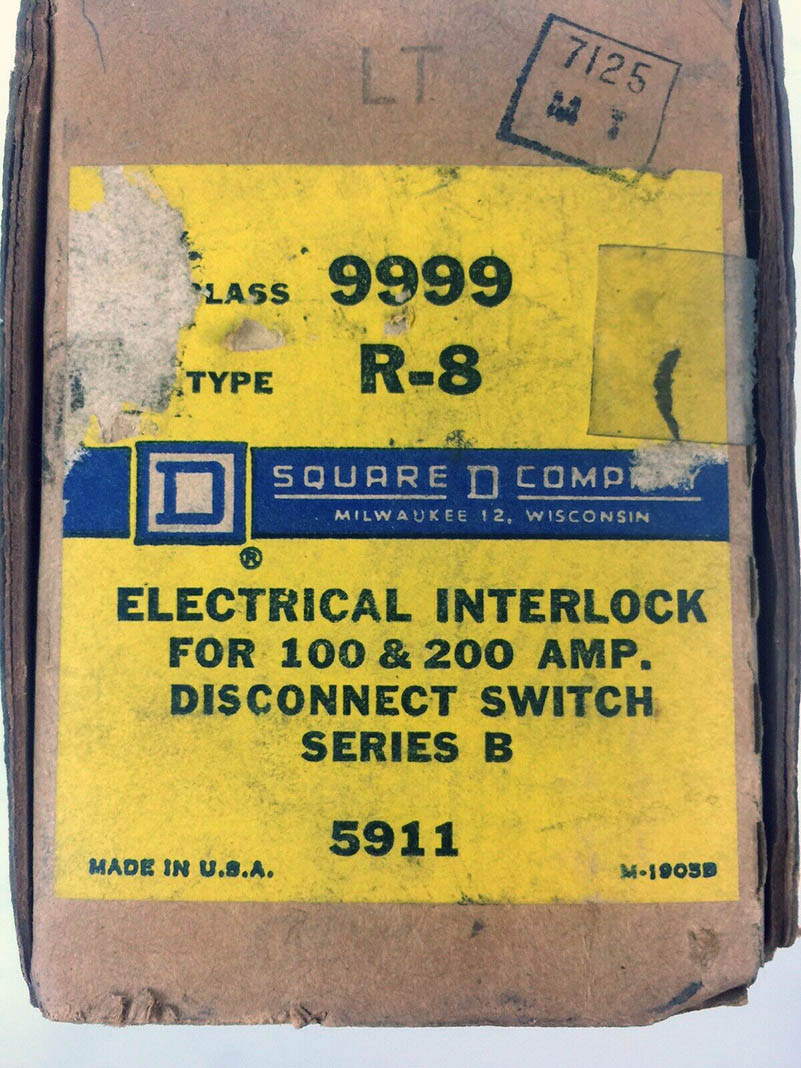 LT
7125
M T
CLASS 9999
TYPE R-8
D
SQUARE D COMPANY
MILWAUKEE 12, WISCONSIN
®
ELECTRICAL INTERLOCK
FOR 100 & 200 AMP.
DISCONNECT SWITCH
SERIES B
5911
MADE IN U.S.A. M-1903B